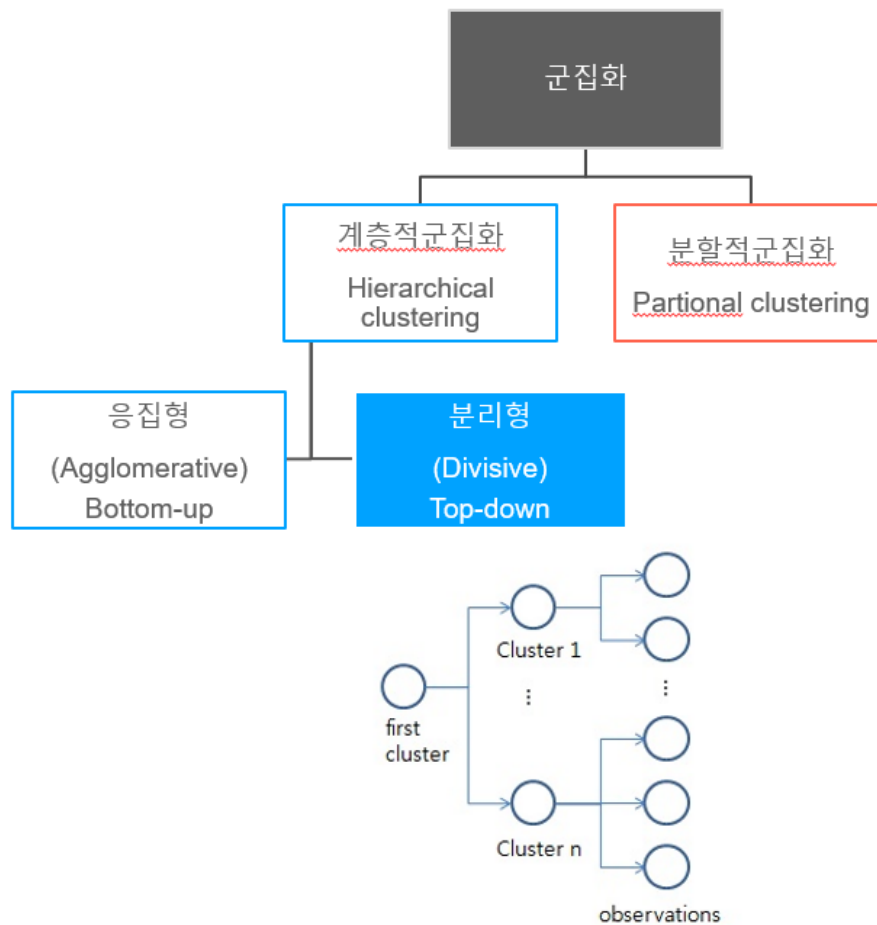 군집화
계층적군집화
Hierarchical
clustering
분할적군집화
Partional clustering
응집형
(Agglomerative)
Bottom-up
분리형
(Divisive)
Top-down
Cluster 1
first
cluster
Cluster n
observations